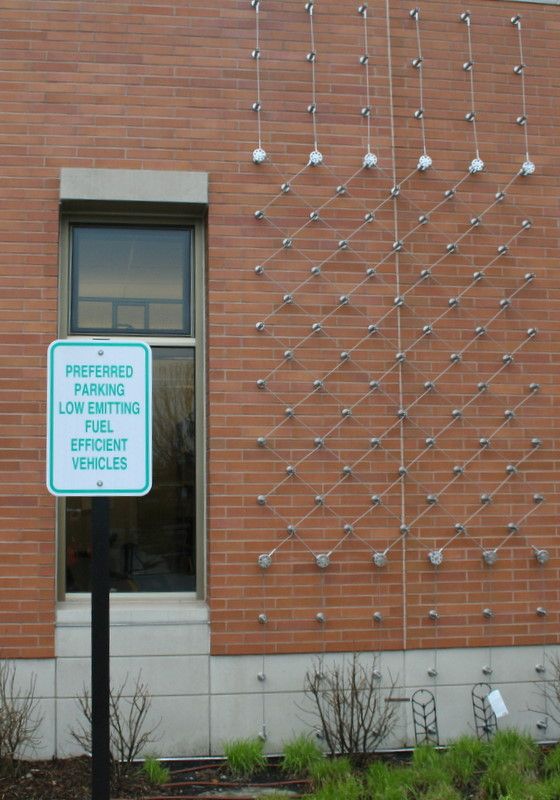 PREFERRED
PARKING
LOW EMITTING
FUEL
EFFICIENT
VEHICLES